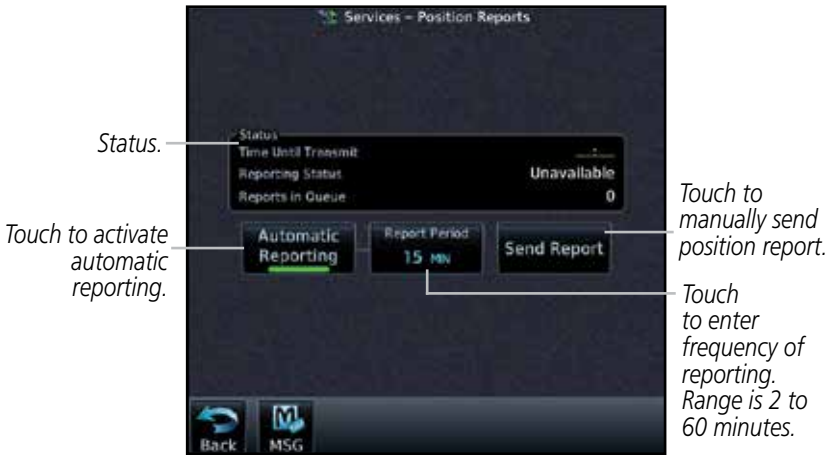 Services – Position Reports
Status.
Status
Time Until Transmit
__:__
Reporting Status
Unavailable
Reports in Queue
0
Touch to activate
automatic
reporting.
Automatic
Reporting
Report Period
15 MIN
Send Report
Touch to
manually send
position report.
Touch
to enter
frequency of
reporting.
Range is 2 to
60 minutes.
Back
MSG